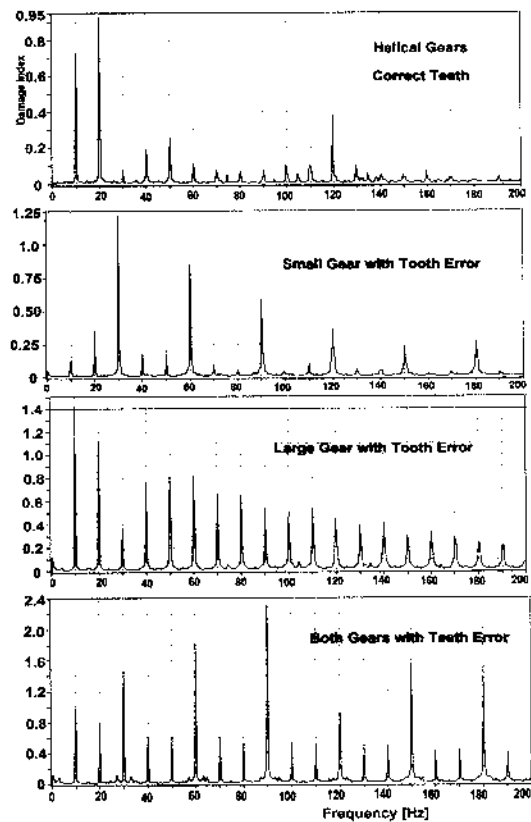 0.95
0.8
0.6
0.4
0.2
0
Damage Index
Helical Gears
Correct Teeth
0 20 40 60 80 100 120 140 160 180 200
1.25
1.0
0.75
0.50
0.25
0
Small Gear with Tooth Error
0 20 40 60 80 100 120 140 160 180 200
1.4
1.2
1.0
0.8
0.6
0.4
0.2
0
Large Gear with Tooth Error
0 20 40 60 80 100 120 140 160 180 200
2.4
2.0
1.6
1.2
0.8
0.4
0
Both Gears with Teeth Error
0 20 40 60 80 100 120 140 160 180 200
Frequency [Hz]